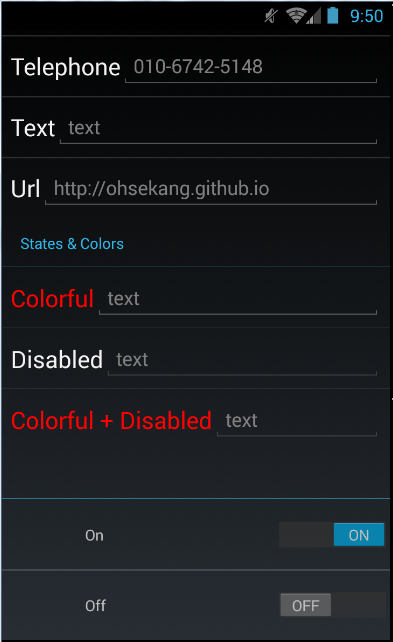 9:50
Telephone 010-6742-5148
Text text
Url http://ohsekang.github.io
States & Colors
Colorful text
Disabled text
Colorful + Disabled text
On ON
Off OFF